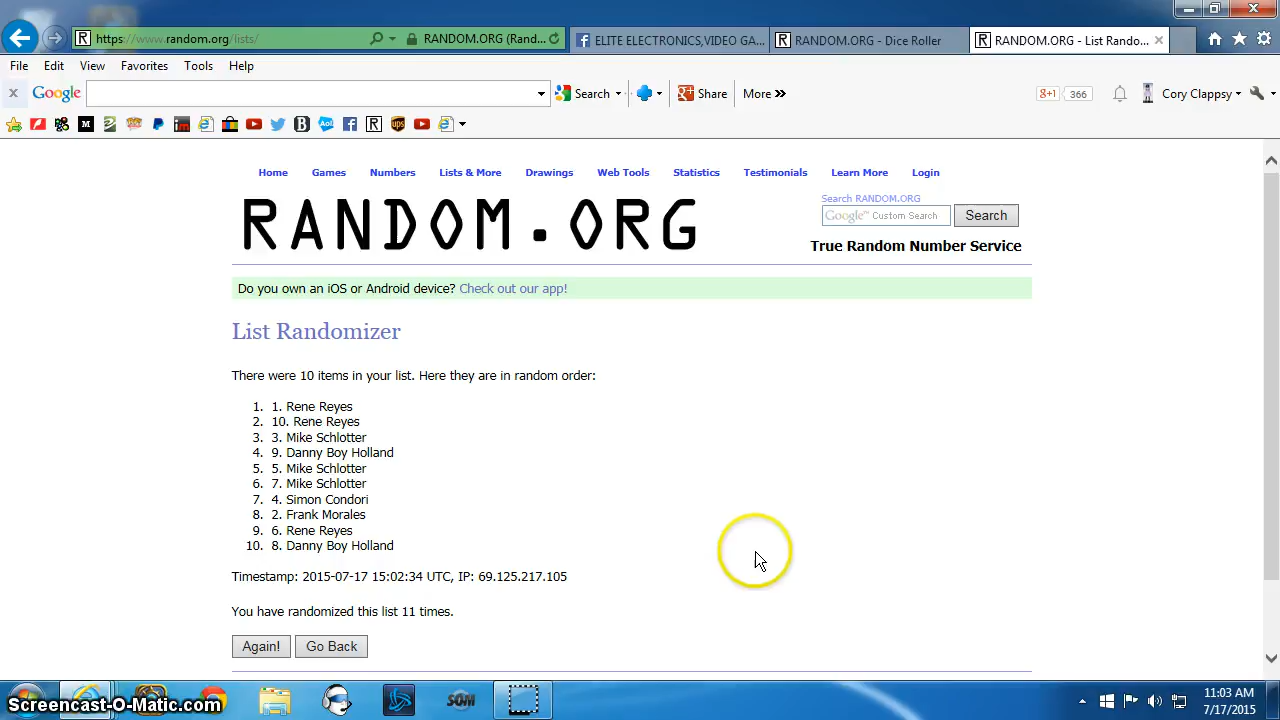 https://www.random.org/lists/
RANDOM.ORG (Rand...
ELITE ELECTRONICS,VIDEO GA...
RANDOM.ORG - Dice Roller
RANDOM.ORG - List Rando...
File Edit View Favorites Tools Help
Google
Search
Share
More »
g+1 366
Cory Clappsy
Home Games Numbers Lists & More Drawings Web Tools Statistics Testimonials Learn More Login
RANDOM.ORG
Search RANDOM.ORG
Google™ Custom Search
Search
True Random Number Service
Do you own an iOS or Android device? Check out our app!
List Randomizer
There were 10 items in your list. Here they are in random order:
1. 1. Rene Reyes
2. 10. Rene Reyes
3. 3. Mike Schlotter
4. 9. Danny Boy Holland
5. 5. Mike Schlotter
6. 7. Mike Schlotter
7. 4. Simon Condori
8. 2. Frank Morales
9. 6. Rene Reyes
10. 8. Danny Boy Holland
Timestamp: 2015-07-17 15:02:34 UTC, IP: 69.125.217.105
You have randomized this list 11 times.
Again! Go Back
Screencast-O-Matic.com
SOM
11:03 AM
7/17/2015